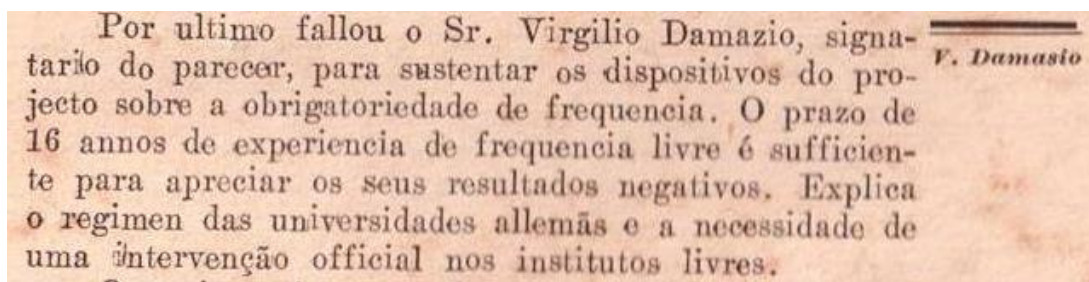 Por ultimo fallou o Sr. Virgilio Damazio, signa-
tario do parecer, para sustentar os dispositivos do pro-
jecto sobre a obrigatoriedade de frequencia. O prazo de
16 annos de experiencia de frequencia livre é sufficien-
te para apreciar os seus resultados negativos. Explica
o regimen das universidades allemãs e a necessidade de
uma intervenção official nos institutos livres.
V. Damasio